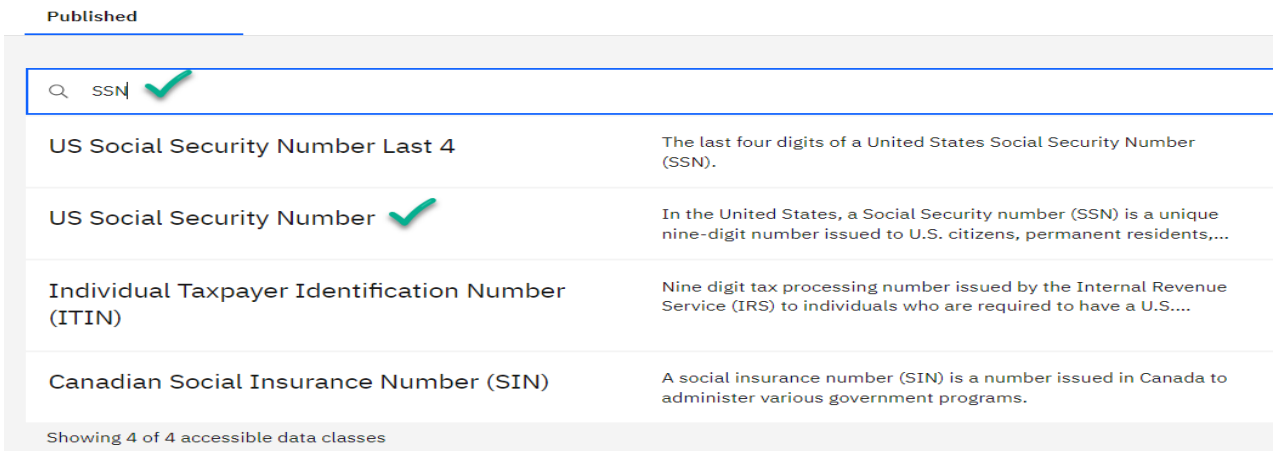 Published
SSN
US Social Security Number Last 4
The last four digits of a United States Social Security Number
(SSN).
US Social Security Number
In the United States, a Social Security number (SSN) is a unique
nine-digit number issued to U.S. citizens, permanent residents,...
Individual Taxpayer Identification Number
(ITIN)
Nine digit tax processing number issued by the Internal Revenue
Service (IRS) to individuals who are required to have a U.S....
Canadian Social Insurance Number (SIN)
A social insurance number (SIN) is a number issued in Canada to
administer various government programs.
Showing 4 of 4 accessible data classes